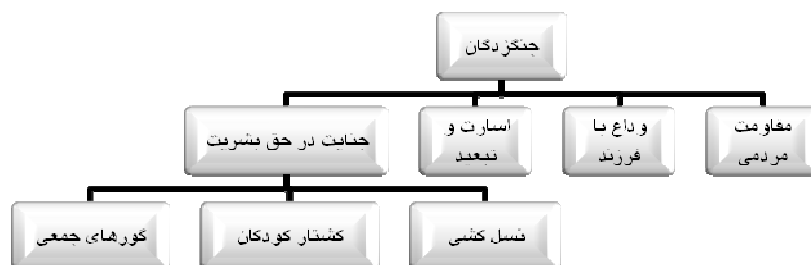 جنگزدگان
مقاومت
مردمی
وداع با
فرزند
اسارت و
تبعید
جنایت در حق بشریت
نسل کشی
کشتار کودکان
گورهای جمعی